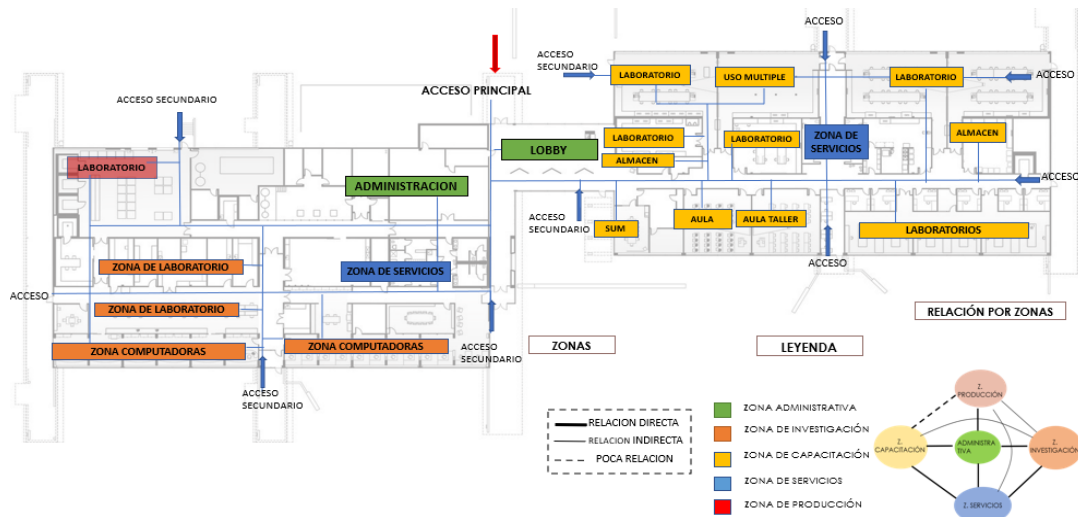 ACCESO
ACCESO
SECUNDARIO
LABORATORIO
USO MULTIPLE
LABORATORIO
ACCESO
ACCESO PRINCIPAL
ACCESO SECUNDARIO
LABORATORIO
LABORATORIO
ZONA DE
SERVICIOS
ALMACEN
LOBBY
ALMACEN
LABORATORIO
ADMINISTRACION
ACCESO
ACCESO
SECUNDARIO
SUM
AULA
AULA TALLER
LABORATORIOS
ACCESO
ZONA DE LABORATORIO
ZONA DE SERVICIOS
ACCESO
ZONA DE LABORATORIO
ZONA COMPUTADORAS
ZONA COMPUTADORAS
ACCESO
SECUNDARIO
ACCESO
SECUNDARIO
RELACIÓN POR ZONAS
ZONAS
LEYENDA
RELACION DIRECTA
RELACION INDIRECTA
POCA RELACION
ZONA ADMINISTRATIVA
ZONA DE INVESTIGACIÓN
ZONA DE CAPACITACIÓN
ZONA DE SERVICIOS
ZONA DE PRODUCCIÓN
Z.
PRODUCCIÓN
Z.
CAPACITACIÓN
ADMINISTRA
TIVA
Z.
INVESTIGACIÓN
Z. SERVICIOS